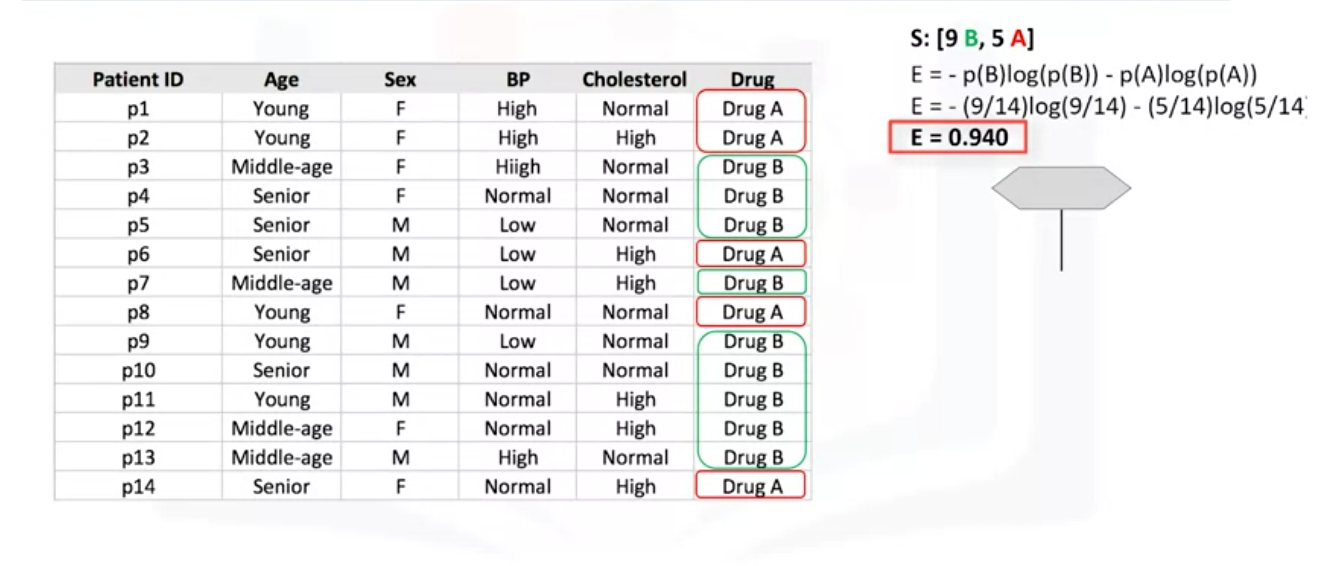 S: [9 B, 5 A]
E = - p(B)log(p(B)) - p(A)log(p(A))
E = - (9/14)log(9/14) - (5/14)log(5/14
E = 0.940
Patient ID Age Sex BP Cholesterol Drug
p1 Young F High Normal Drug A
p2 Young F High High Drug A
p3 Middle-age F Hiigh Normal Drug B
p4 Senior F Normal Normal Drug B
p5 Senior M Low Normal Drug B
p6 Senior M Low High Drug A
p7 Middle-age M Low High Drug B
p8 Young F Normal Normal Drug A
p9 Young M Low Normal Drug B
p10 Senior M Normal Normal Drug B
p11 Young M Normal High Drug B
p12 Middle-age F Normal High Drug B
p13 Middle-age M High Normal Drug B
p14 Senior F Normal High Drug A